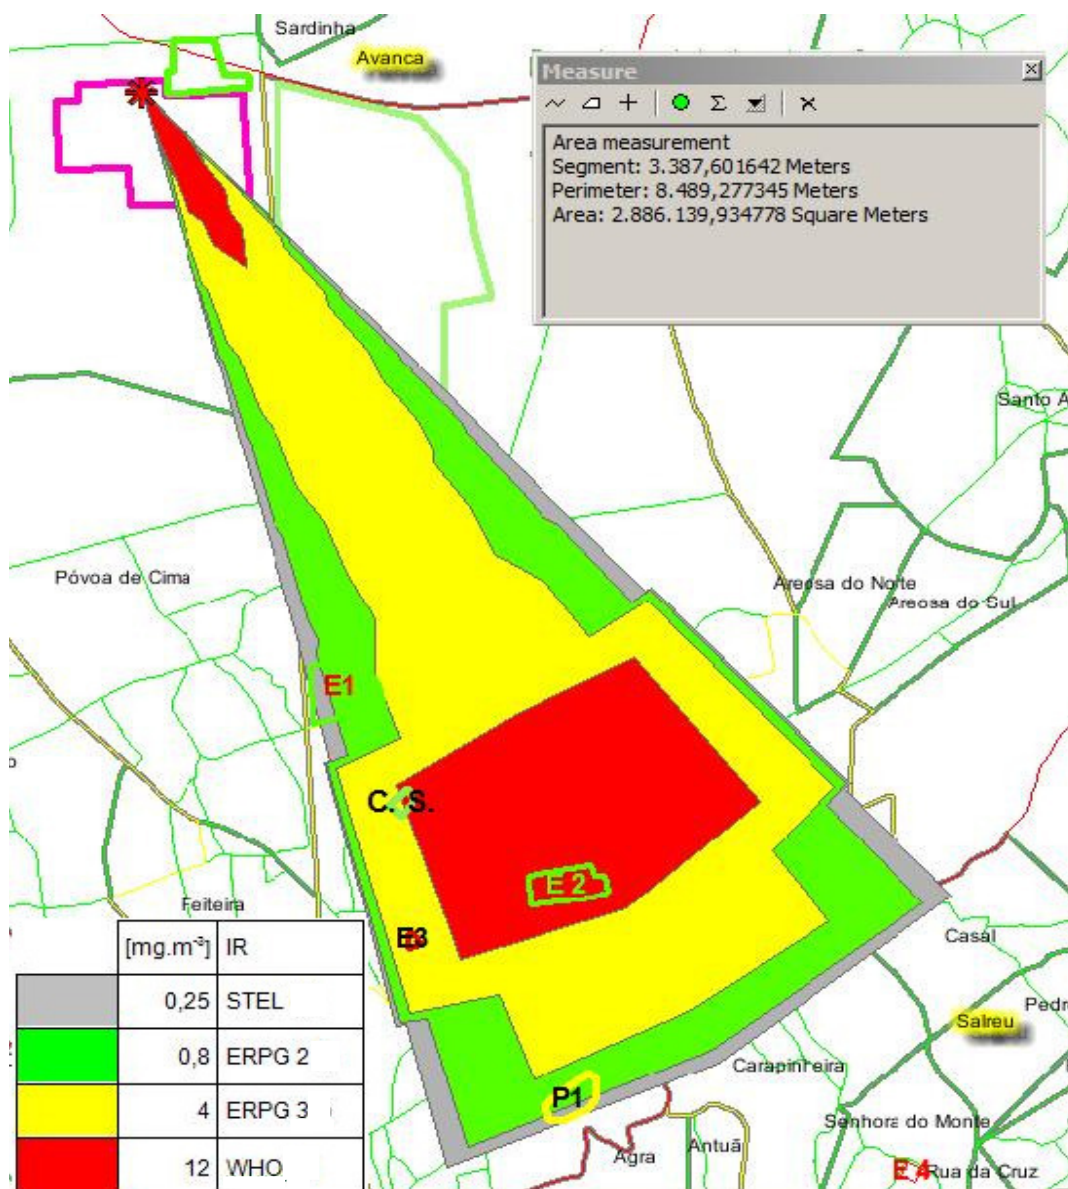 Sardinha
Avanca
Measure
Area measurement
Segment: 3.387,601642 Meters
Perimeter: 8.489,277345 Meters
Area: 2.886.139,934778 Square Meters
Santo A
Póvoa de Cima
Areosa do Norte
Areosa do Sul
E1
C. S.
E 2
E3
Feiteira
Casal
Pedr
Salreu
[mg.m⁻³] IR
0,25 STEL
0,8 ERPG 2
4 ERPG 3
12 WHO
P1
Carapinheira
Senhora do Monte
Antuã
Agra
E 4
Rua da Cruz